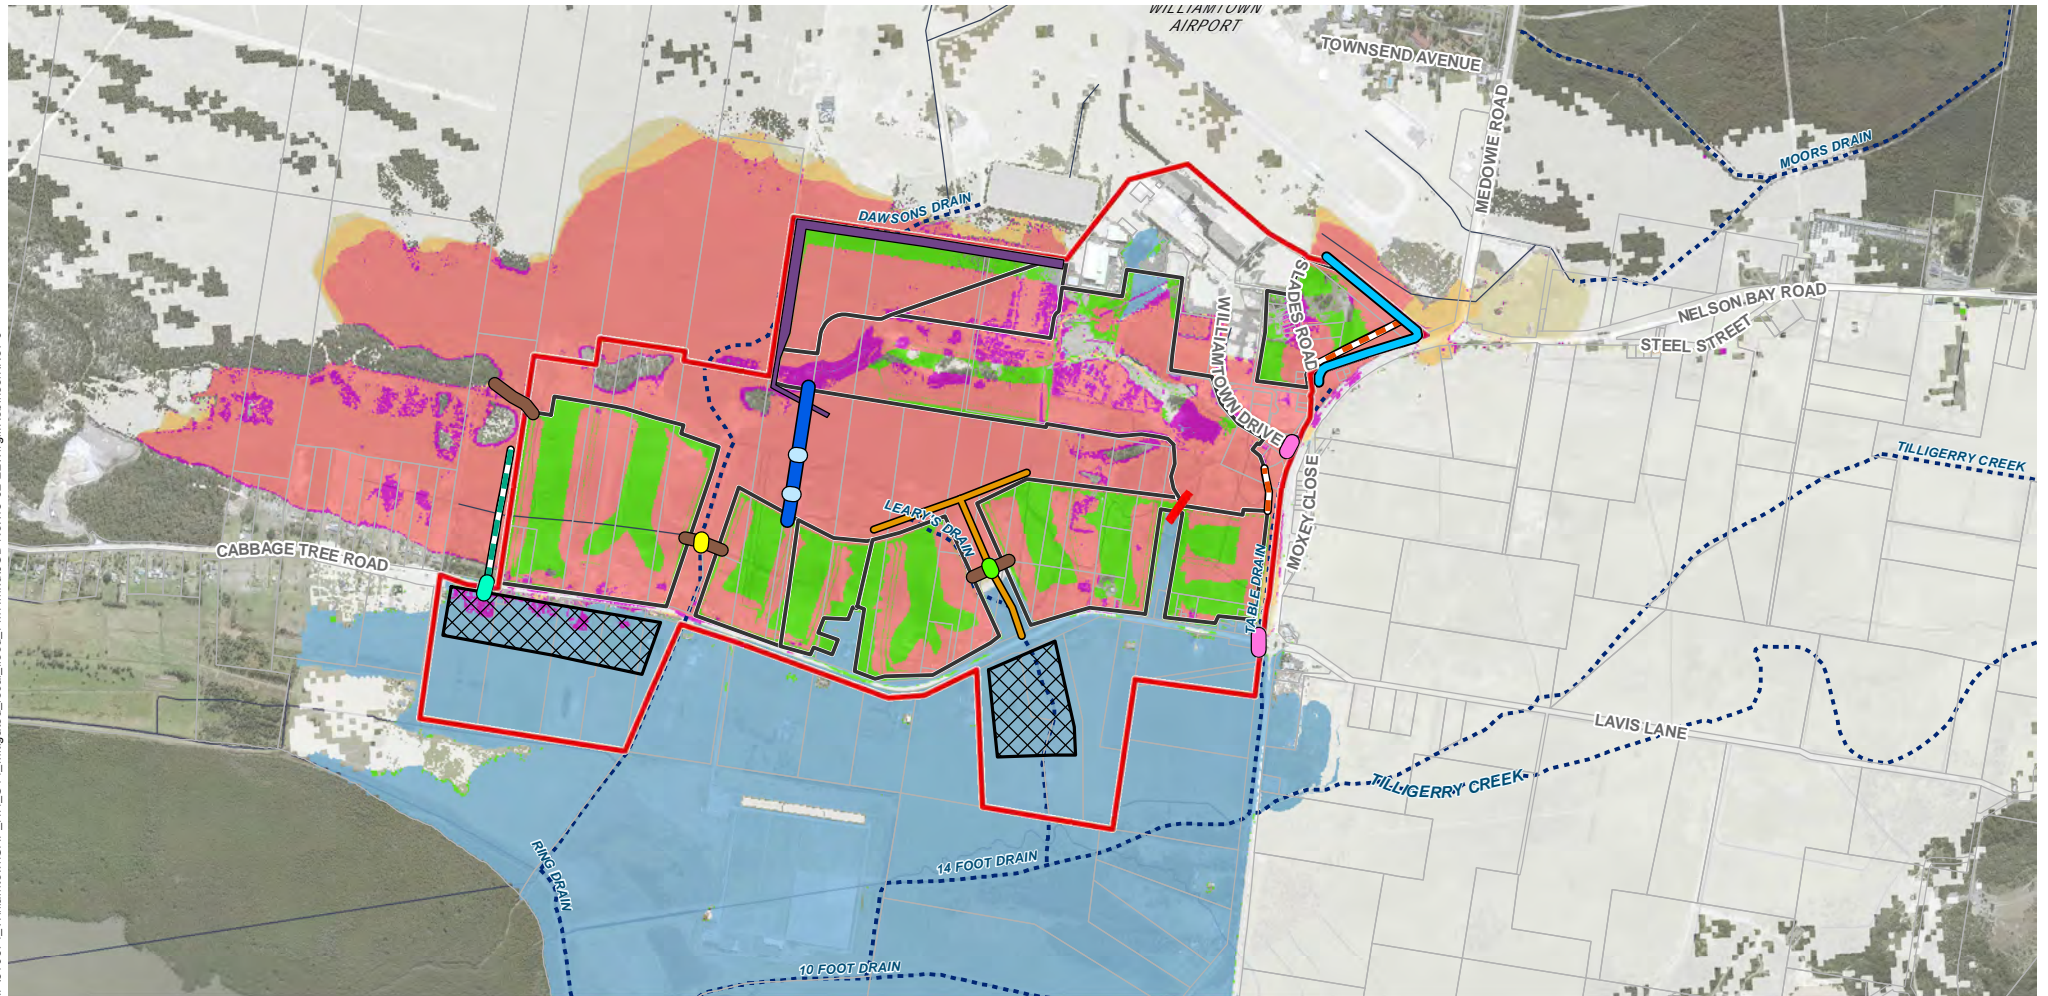 WILLIAMTOWN
AIRPORT
TOWNSEND AVENUE
MEDOWIE ROAD
MOORS DRAIN
DAWSONS DRAIN
SLADES ROAD
WILLIAMTOWN DRIVE
NELSON BAY ROAD
STEEL STREET
TILLIGERRY CREEK
MOXEY CLOSE
LEARY'S DRAIN
CABBAGE TREE ROAD
TABLEDRAIN
LAVIS LANE
TILLIGERRY CREEK
RING DRAIN
14 FOOT DRAIN
10 FOOT DRAIN